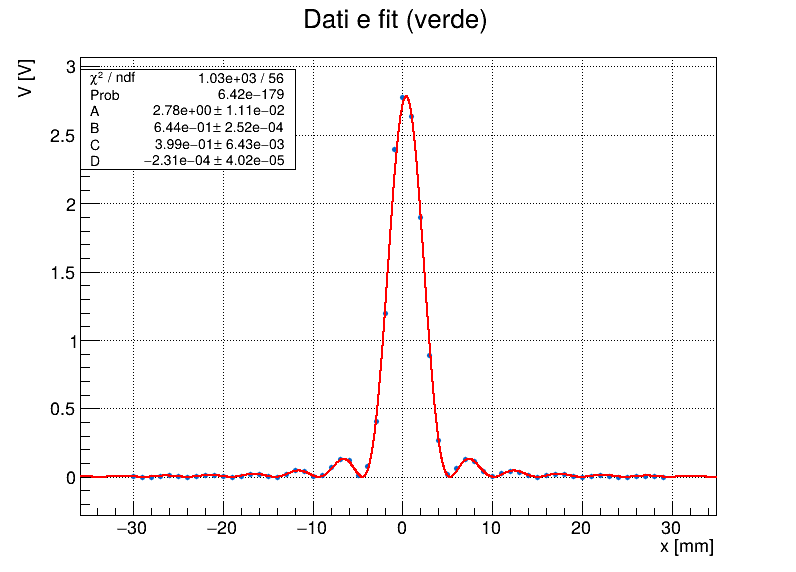 Dati e fit (verde)
V [V]
χ² / ndf 1.03e+03 / 56
Prob 6.42e−179
A 2.78e+00 ± 1.11e−02
B 6.44e−01 ± 2.52e−04
C 3.99e−01 ± 6.43e−03
D −2.31e−04 ± 4.02e−05
3
2.5
2
1.5
1
0.5
0
−30 −20 −10 0 10 20 30
x [mm]